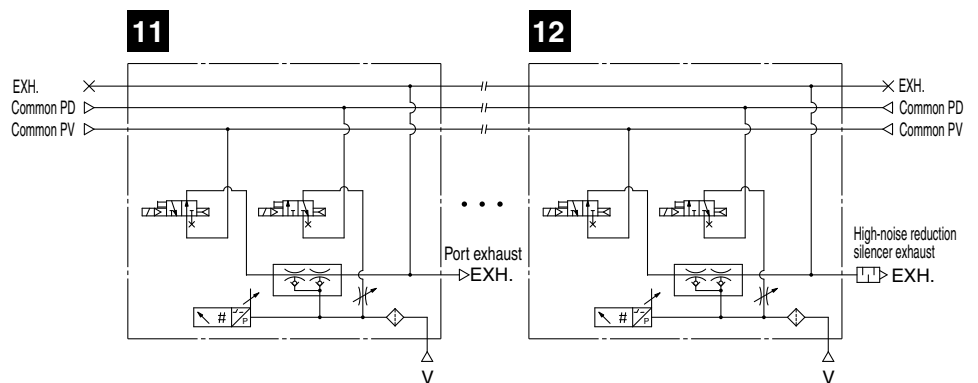 11
12
EXH.
Common PD
Common PV
EXH.
Common PD
Common PV
Port exhaust
EXH.
High-noise reduction
silencer exhaust
EXH.
#
P
#
P
V
V